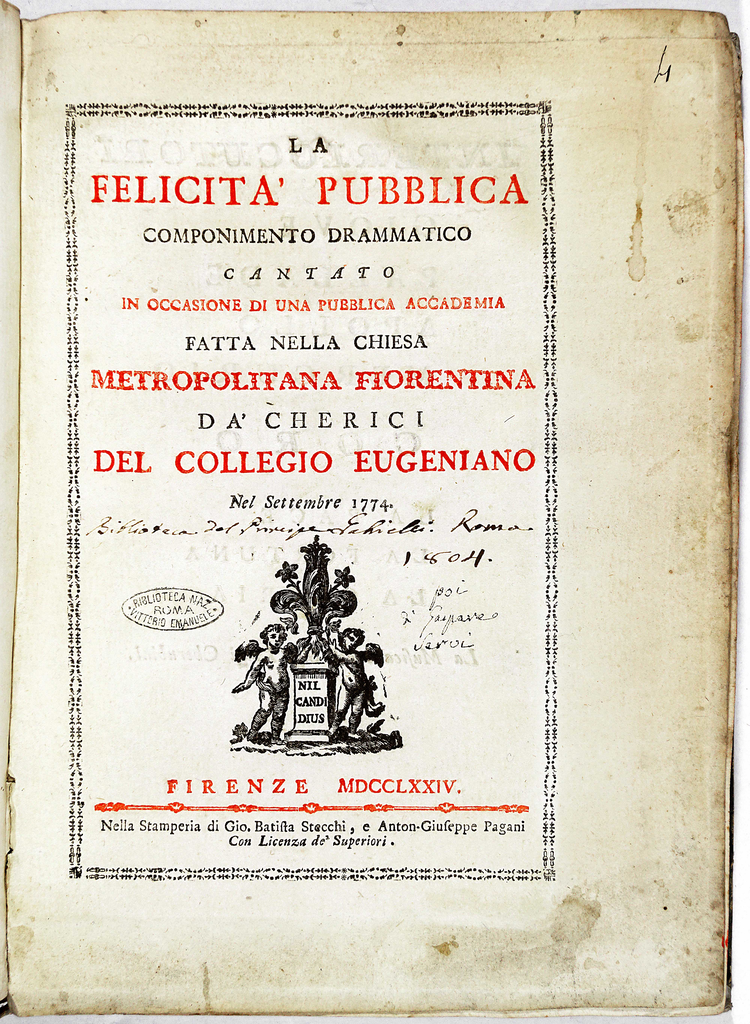 4
LA
FELICITA' PUBBLICA
COMPONIMENTO DRAMMATICO
CANTATO
IN OCCASIONE DI UNA PUBBLICA ACCADEMIA
FATTA NELLA CHIESA
METROPOLITANA FIORENTINA
DA' CHERICI
DEL COLLEGIO EUGENIANO
Nel Settembre 1774.
Biblioteca del Principe Gabrielli. Roma
1804.
poi
di Gaspare
Servi
BIBLIOTECA NAZ.
ROMA
VITTORIO EMANUELE
NIL
CANDI
DIUS
FIRENZE MDCCLXXIV.
Nella Stamperia di Gio. Batista Stecchi, e Anton-Giuseppe Pagani
Con Licenza de' Superiori.